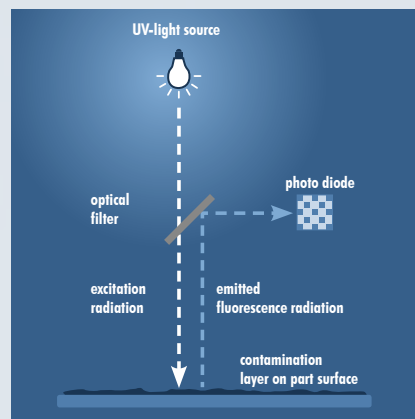 UV-light source
photo diode
optical
filter
excitation
radiation
emitted
fluorescence radiation
contamination
layer on part surface